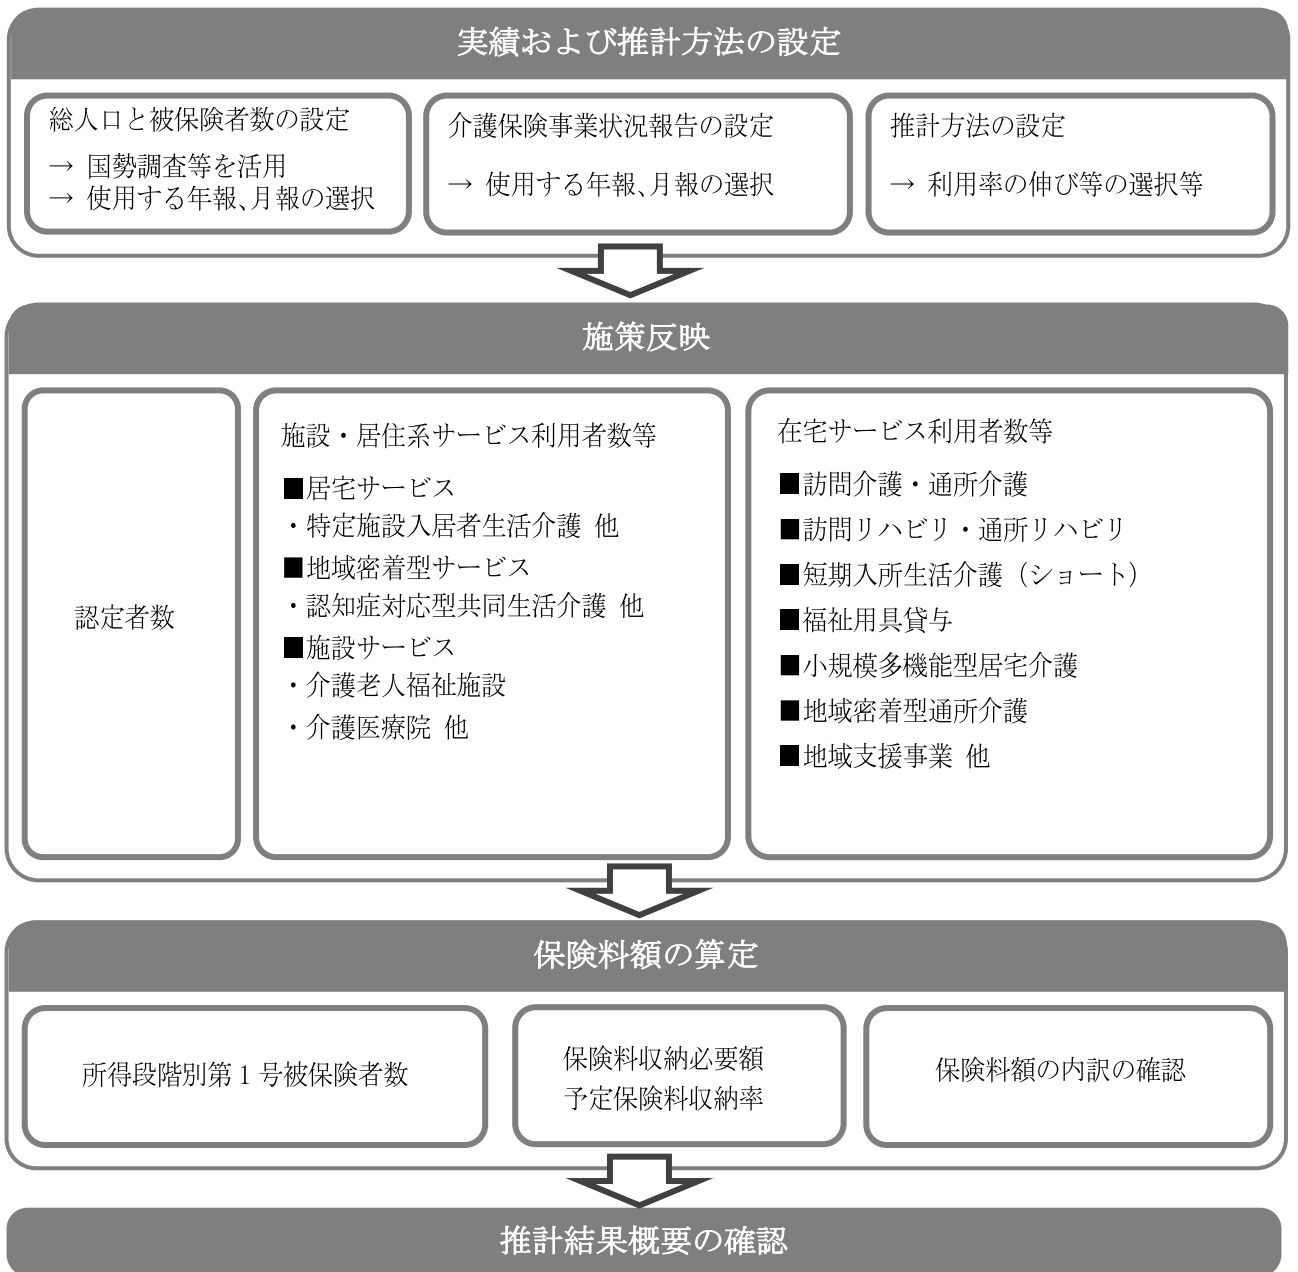 実績および推計方法の設定
総人口と被保険者数の設定
→ 国勢調査等を活用
→ 使用する年報、月報の選択
介護保険事業状況報告の設定
→ 使用する年報、月報の選択
推計方法の設定
→ 利用率の伸び等の選択等
施策反映
認定者数
施設・居住系サービス利用者数等
■居宅サービス
・特定施設入居者生活介護 他
■地域密着型サービス
・認知症対応型共同生活介護 他
■施設サービス
・介護老人福祉施設
・介護医療院 他
在宅サービス利用者数等
■訪問介護・通所介護
■訪問リハビリ・通所リハビリ
■短期入所生活介護（ショート）
■福祉用具貸与
■小規模多機能型居宅介護
■地域密着型通所介護
■地域支援事業 他
保険料額の算定
所得段階別第1号被保険者数
保険料収納必要額
予定保険料収納率
保険料額の内訳の確認
推計結果概要の確認